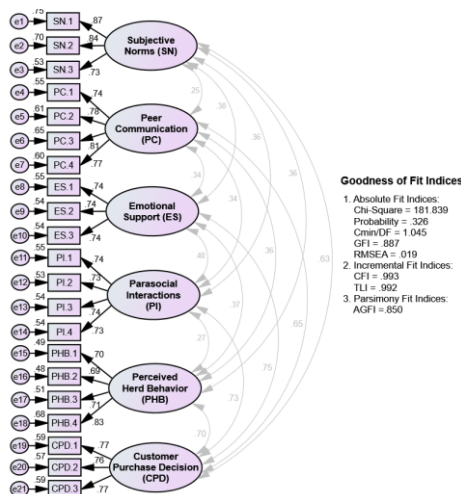 .75
e1 SN.1 .87
.70
e2 SN.2 .84
.53
e3 SN.3 .73
Subjective
Norms (SN)
.55
e4 PC.1 .74
.61
e5 PC.2 .78
.65
e6 PC.3 .81
.60
e7 PC.4 .77
Peer
Communication
(PC)
.55
e8 ES.1 .74
.54
e9 ES.2 .74
.54
e10 ES.3 .74
Emotional
Support (ES)
.55
e11 PI.1 .74
.53
e12 PI.2 .73
.54
e13 PI.3 .74
.54
e14 PI.4 .73
Parasocial
Interactions
(PI)
.49
e15 PHB.1 .70
.48
e16 PHB.2 .69
.51
e17 PHB.3 .71
.68
e18 PHB.4 .83
Perceived
Herd Behavior
(PHB)
.59
e19 CPD.1 .77
.57
e20 CPD.2 .76
.59
e21 CPD.3 .77
Customer
Purchase Decision
(CPD)
.25
.36
.36
.34
.36
.63
.34
.36
.65
.40
.37
.75
.27
.73
.70
Goodness of Fit Indices
1. Absolute Fit Indices:
Chi-Square = 181.839
Probability = .326
Cmin/DF = 1.045
GFI = .887
RMSEA = .019
2. Incremental Fit Indices:
CFI = .993
TLI = .992
3. Parsimony Fit Indices:
AGFI =.850